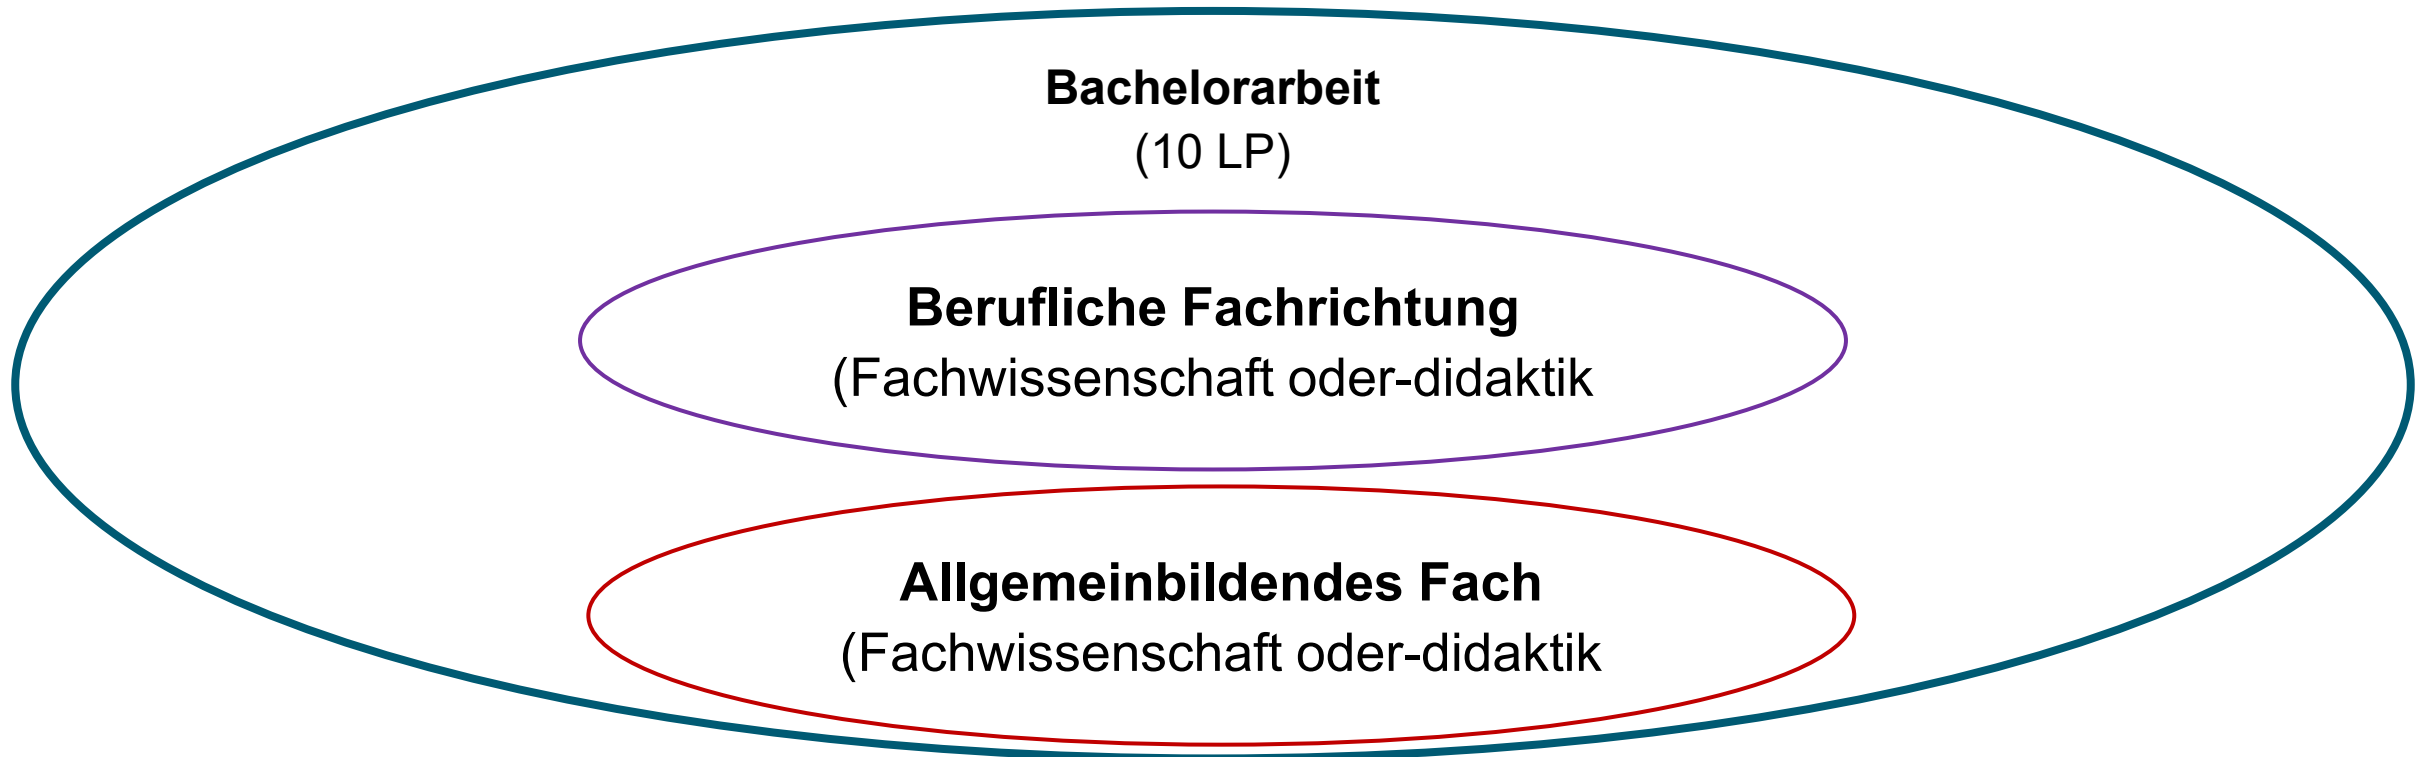 Bachelorarbeit
(10 LP)
Berufliche Fachrichtung
(Fachwissenschaft oder-didaktik
Allgemeinbildendes Fach
(Fachwissenschaft oder-didaktik